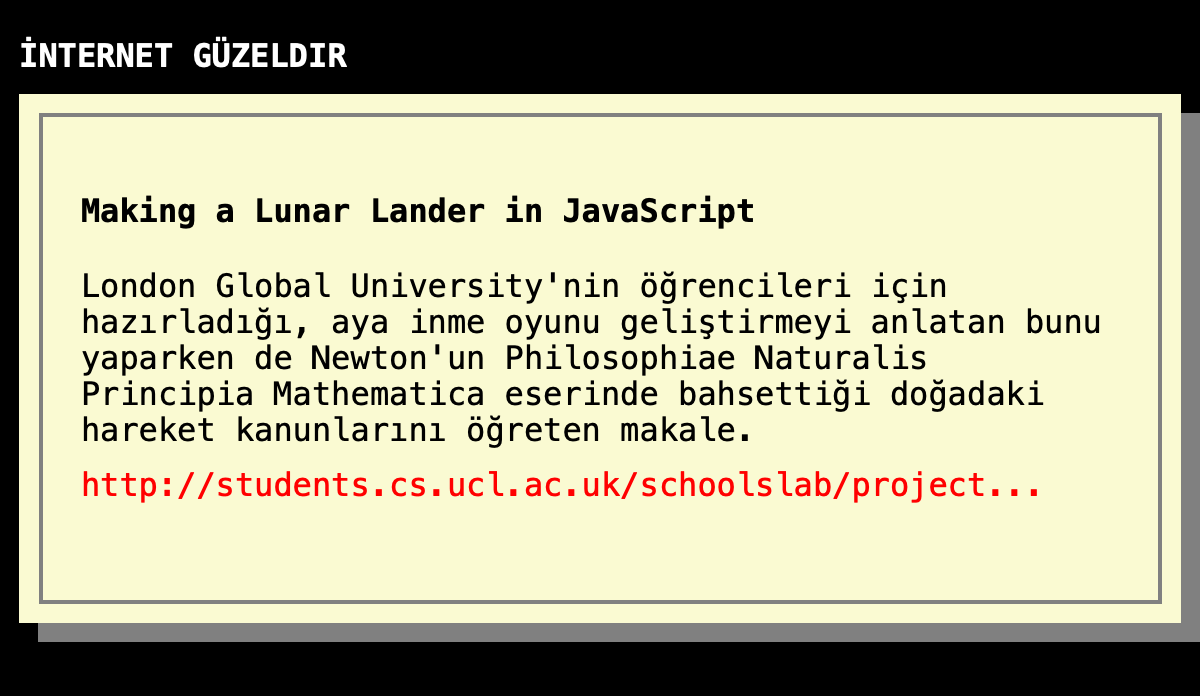 İNTERNET GÜZELDIR
Making a Lunar Lander in JavaScript
London Global University'nin öğrencileri için
hazırladığı, aya inme oyunu geliştirmeyi anlatan bunu
yaparken de Newton'un Philosophiae Naturalis
Principia Mathematica eserinde bahsettiği doğadaki
hareket kanunlarını öğreten makale.
http://students.cs.ucl.ac.uk/schoolslab/project...